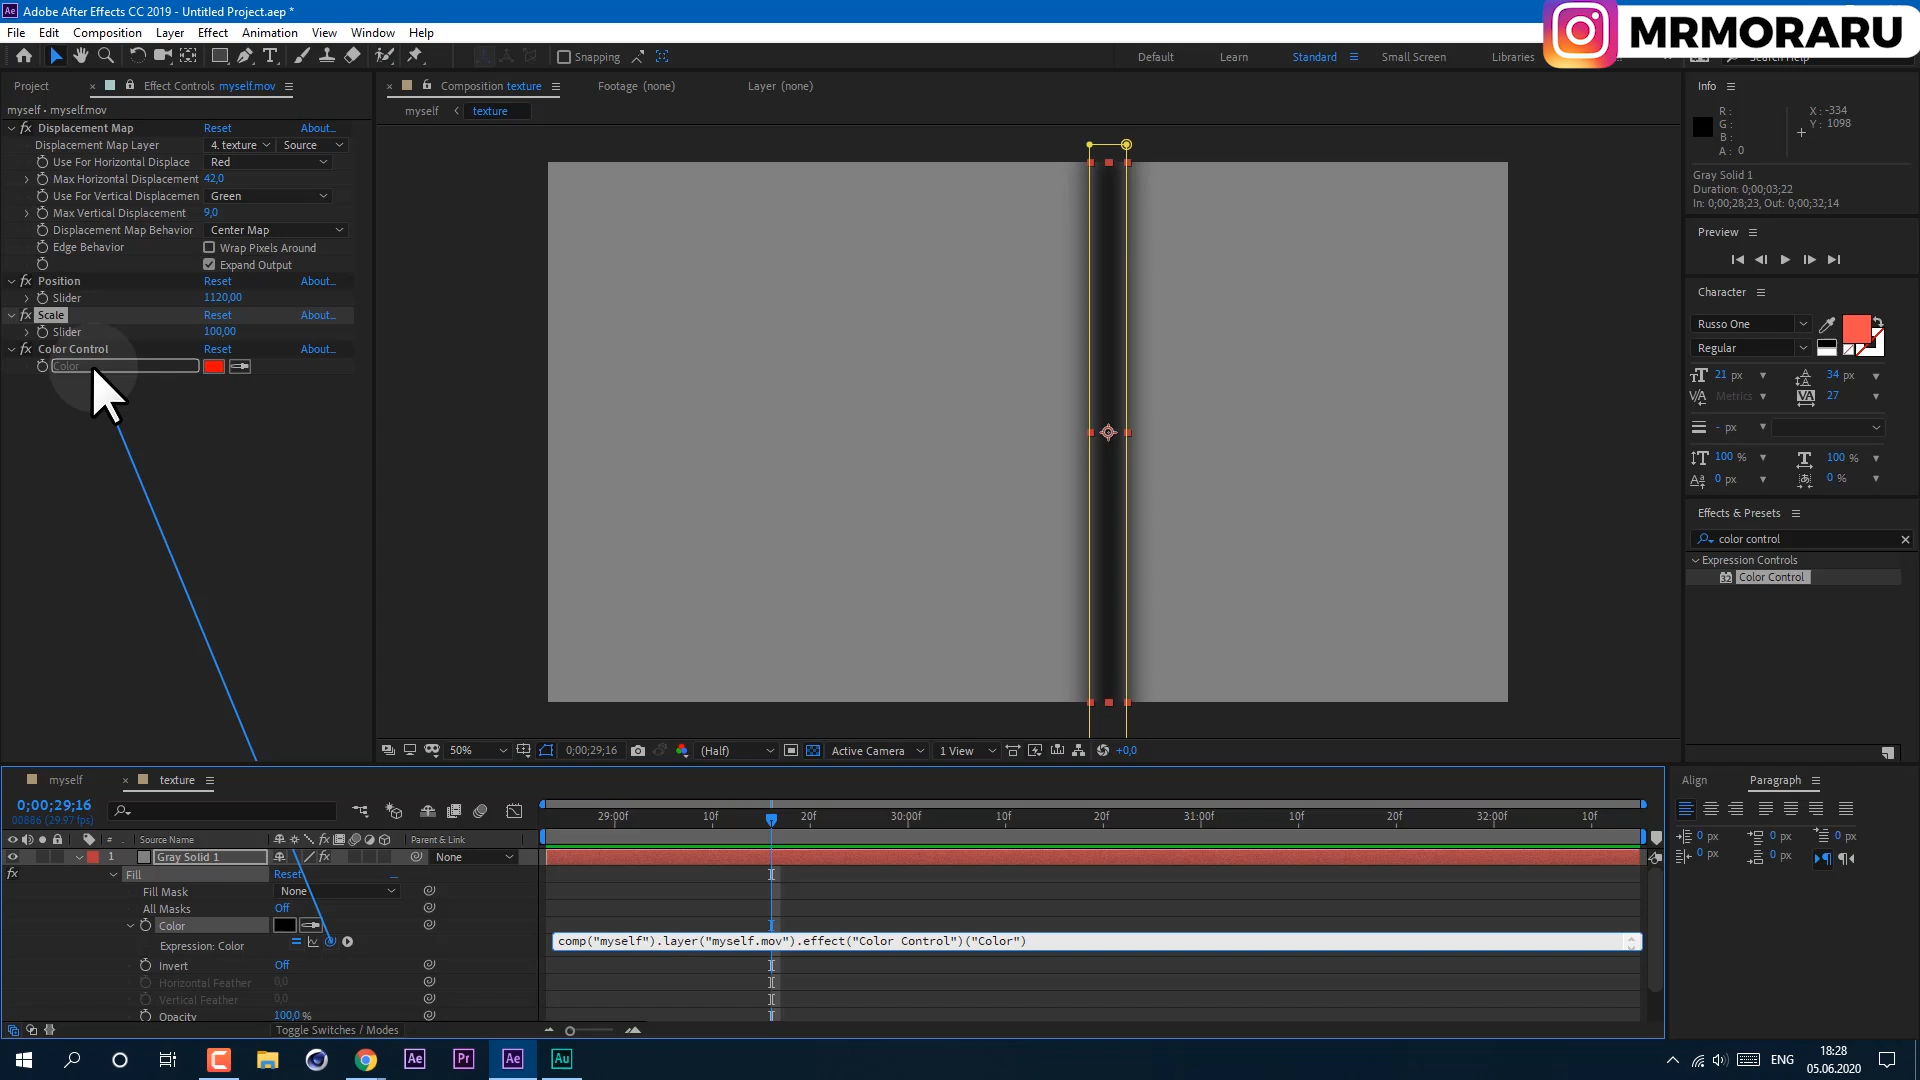 Ae Adobe After Effects CC 2019 - Untitled Project.aep *
File Edit Composition Layer Effect Animation View Window Help
MRMORARU
Snapping
Default Learn Standard Small Screen Libraries
Project
Effect Controls myself.mov
Composition texture
Footage (none)
Layer (none)
myself • myself.mov
myself < texture
Displacement Map Reset About...
Displacement Map Layer 4. texture Source
Use For Horizontal Displace Red
Max Horizontal Displacement 42,0
Use For Vertical Displacemen Green
Max Vertical Displacement 9,0
Displacement Map Behavior Center Map
Edge Behavior Wrap Pixels Around
Expand Output
Position Reset About...
Slider 1120,00
Scale Reset About...
Slider 100,00
Color Control Reset About...
Color
50% 0;00;29;16 (Half) Active Camera 1 View +0,0
Info
R :
G :
B :
A : 0
X : -334
Y : 1098
Gray Solid 1
Duration: 0;00;03;22
In: 0;00;28;23, Out: 0;00;32;14
Preview
Character
Russo One
Regular
21 px 34 px
Metrics 27
- px
100 % 100 %
0 px 0 %
Effects & Presets
color control
Expression Controls
Color Control
myself
texture
0;00;29;16
00886 (29.97 fps)
29:00f 10f 20f 30:00f 10f 20f 31:00f 10f 20f 32:00f 10f
# Source Name Parent & Link
1 Gray Solid 1 None
Fill Reset ...
Fill Mask None
All Masks Off
Color
Expression: Color
comp("myself").layer("myself.mov").effect("Color Control")("Color")
Invert Off
Horizontal Feather 0,0
Vertical Feather 0,0
Opacity 100,0 %
Toggle Switches / Modes
Align
Paragraph
0 px 0 px 0 px
0 px 0 px
Ae Pr Ae Au
ENG
18:28
05.06.2020